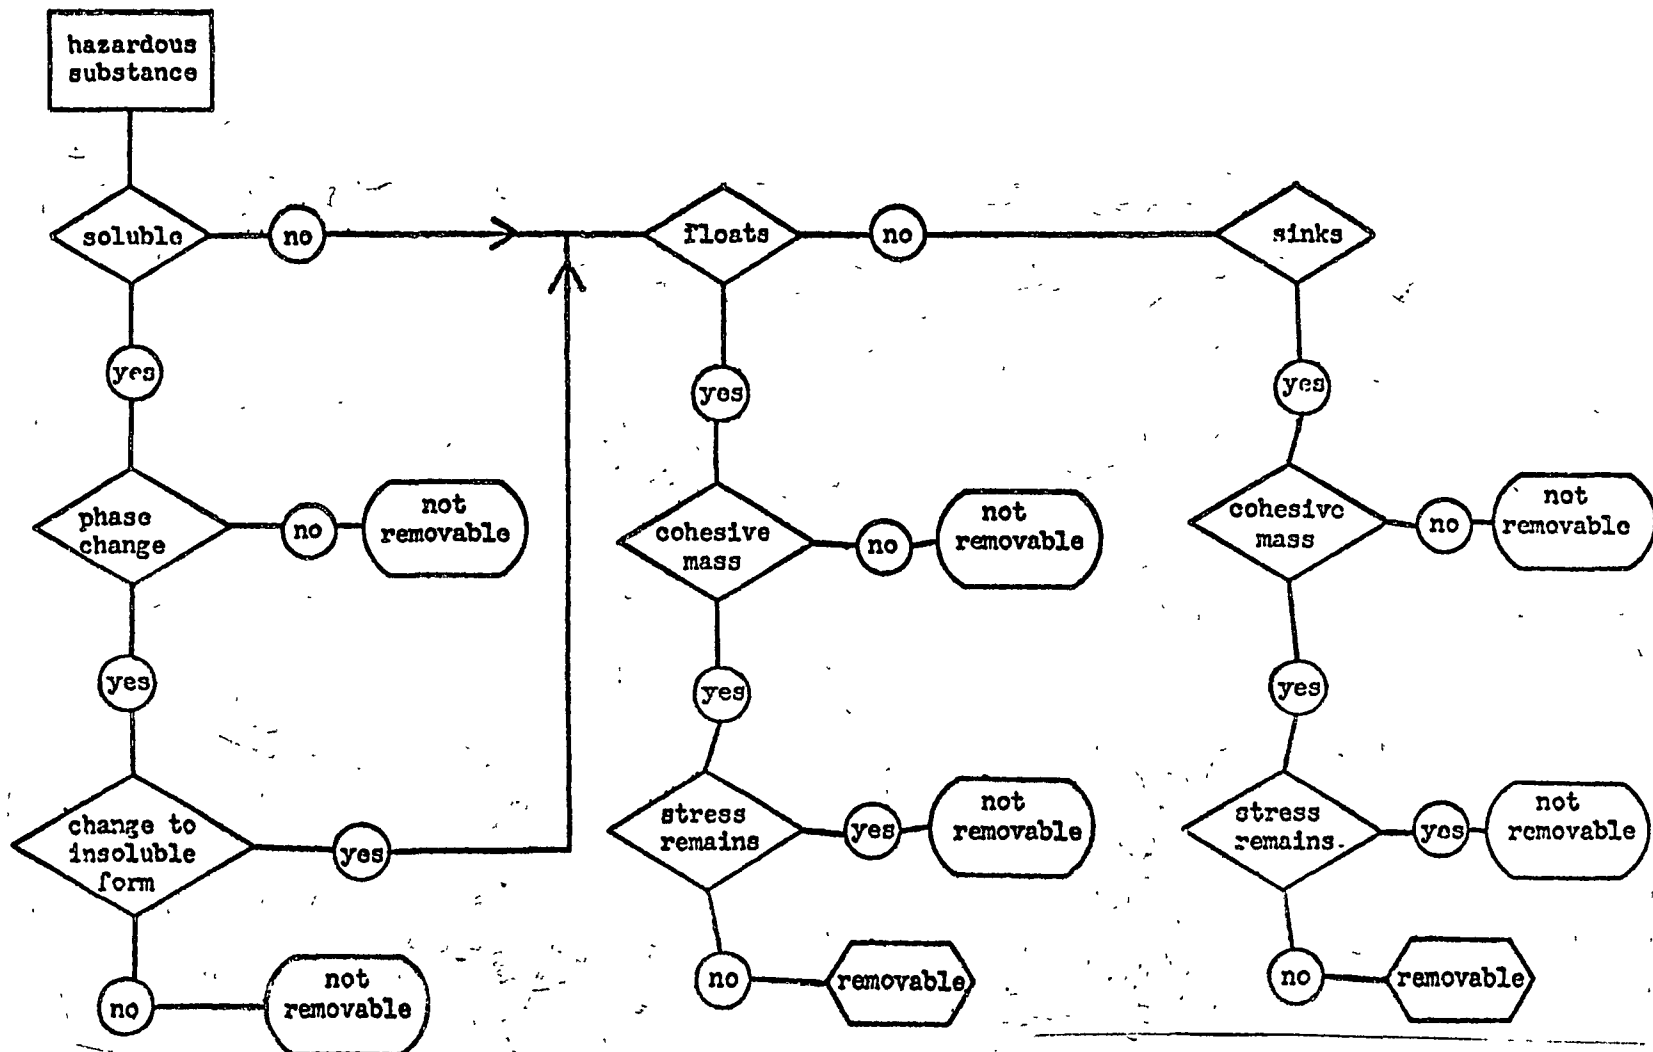 hazardous
substance
soluble
no
floats
no
sinks
yes
yes
yes
phase
change
no
not
removable
cohesive
mass
no
not
removable
cohesive
mass
no
not
removable
yes
yes
yes
change to
insoluble
form
yes
stress
remains
yes
not
removable
stress
remains.
yes
not
removable
no
not
removable
no
removable
no
removable